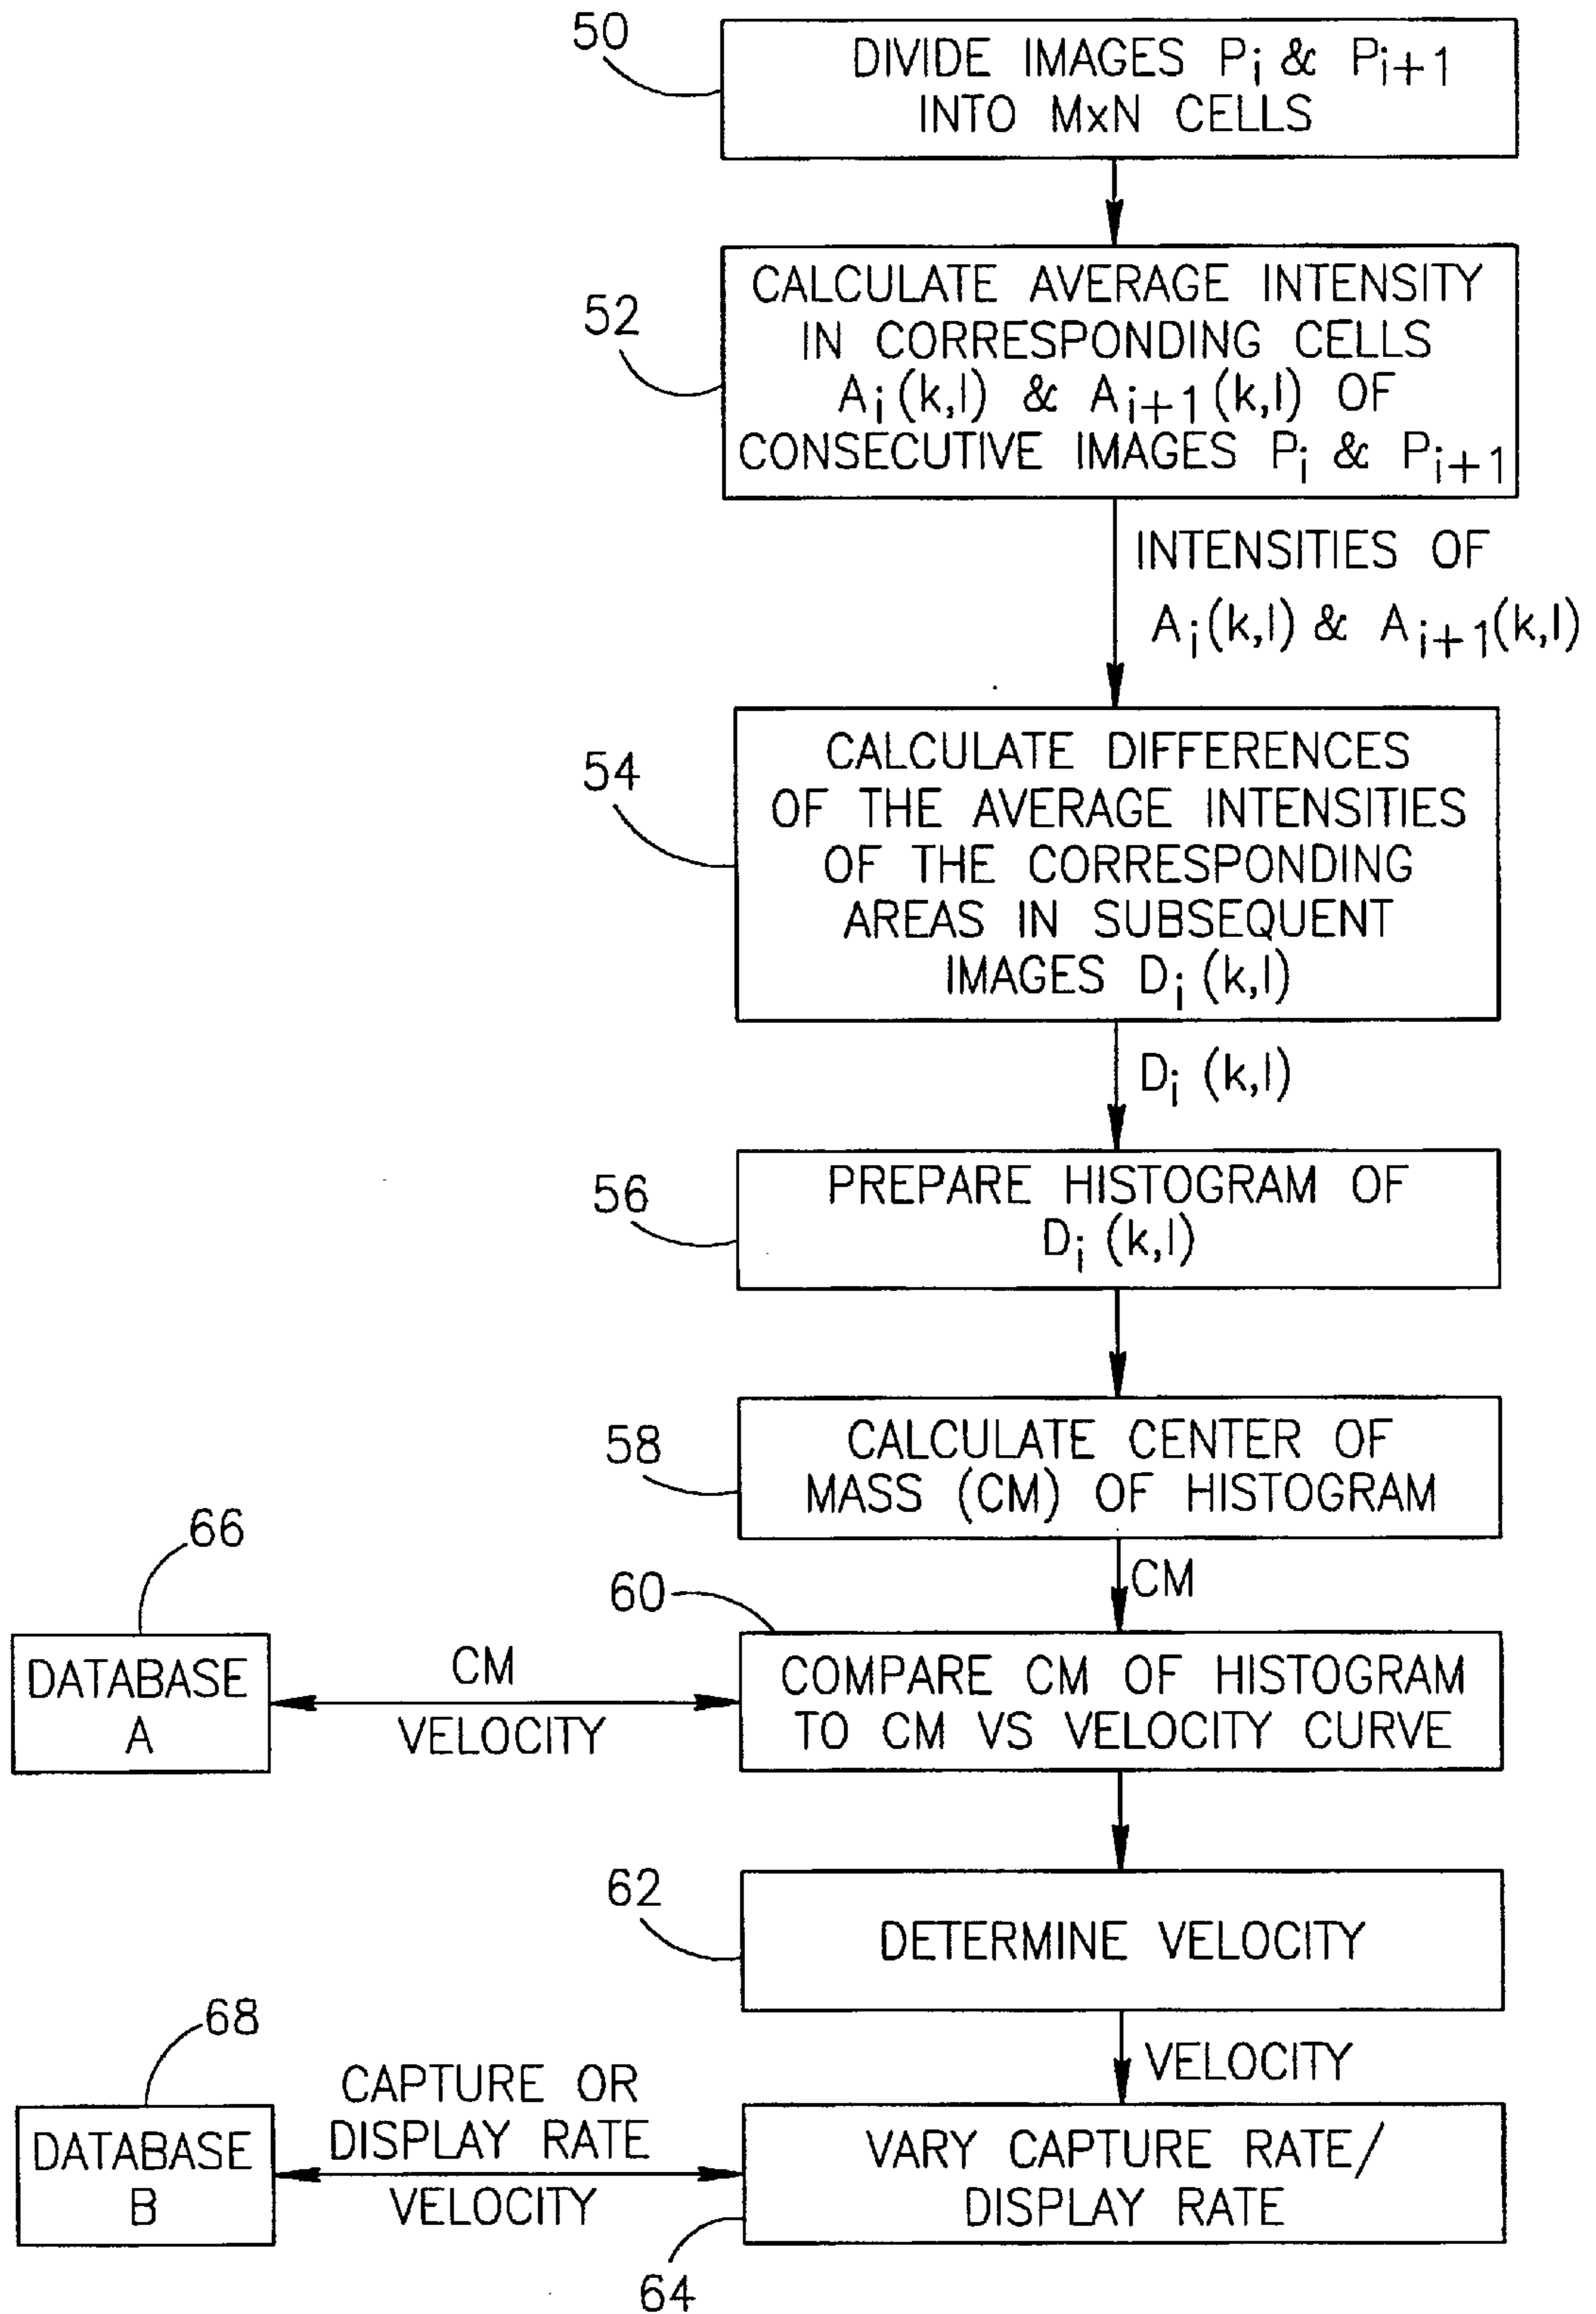 50
DIVIDE IMAGES Pi & Pi+1
INTO MxN CELLS
52
CALCULATE AVERAGE INTENSITY
IN CORRESPONDING CELLS
Ai(k,l) & Ai+1(k,l) OF
CONSECUTIVE IMAGES Pi & Pi+1
INTENSITIES OF
Ai(k,l) & Ai+1(k,l)
54
CALCULATE DIFFERENCES
OF THE AVERAGE INTENSITIES
OF THE CORRESPONDING
AREAS IN SUBSEQUENT
IMAGES Di (k,l)
Di (k,l)
56
PREPARE HISTOGRAM OF
Di (k,l)
58
CALCULATE CENTER OF
MASS (CM) OF HISTOGRAM
CM
60
COMPARE CM OF HISTOGRAM
TO CM VS VELOCITY CURVE
66
DATABASE
A
CM
VELOCITY
62
DETERMINE VELOCITY
VELOCITY
68
DATABASE
B
CAPTURE OR
DISPLAY RATE
VELOCITY
VARY CAPTURE RATE/
DISPLAY RATE
64